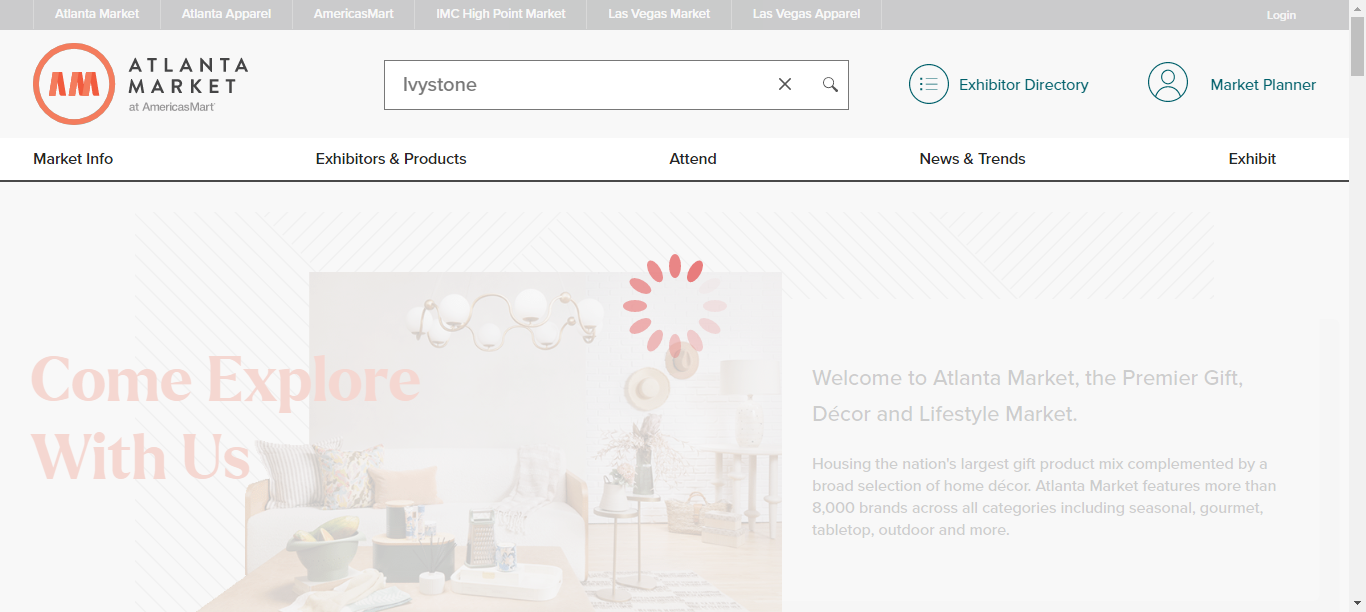 Atlanta Market
Atlanta Apparel
AmericasMart
IMC High Point Market
Las Vegas Market
Las Vegas Apparel
Login
ATLANTA
MARKET
at AmericasMart
AM
Ivystone
Exhibitor Directory
Market Planner
Market Info
Exhibitors & Products
Attend
News & Trends
Exhibit
Come Explore
With Us
Welcome to Atlanta Market, the Premier Gift,
Décor and Lifestyle Market.
Housing the nation's largest gift product mix complemented by a
broad selection of home décor. Atlanta Market features more than
8,000 brands across all categories including seasonal, gourmet,
tabletop, outdoor and more.